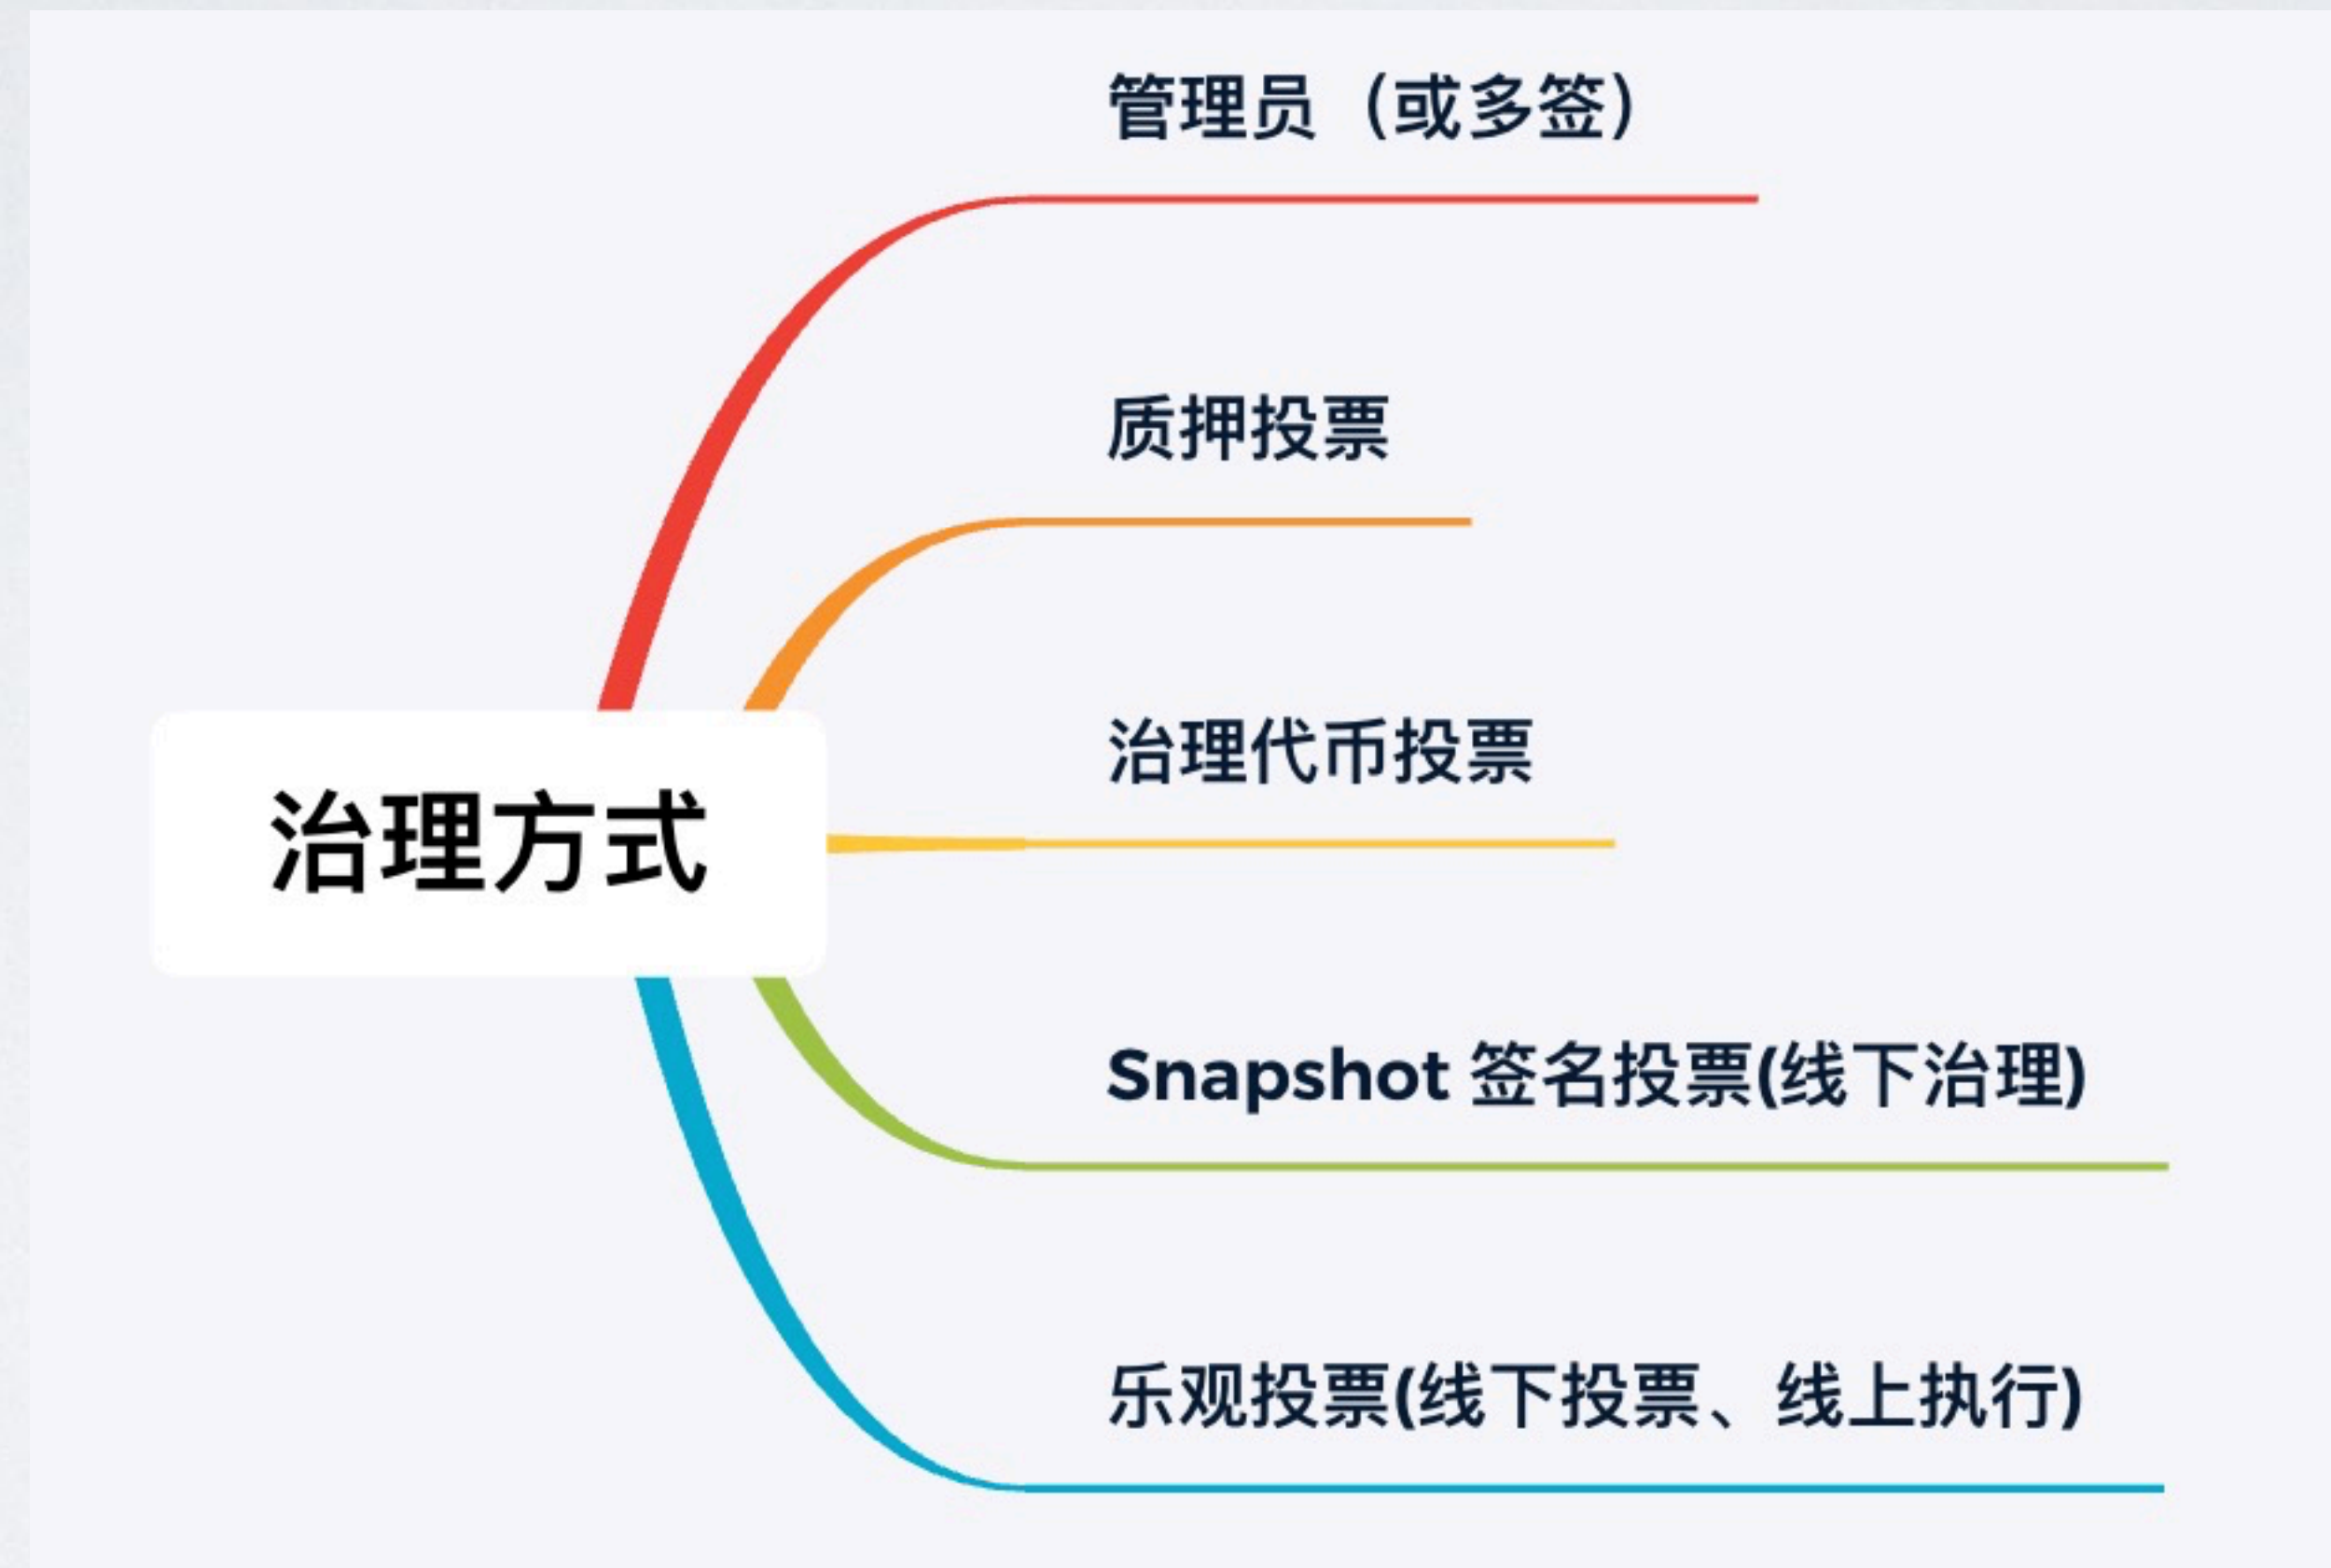 管理员（或多签）
质押投票
治理方式
治理代币投票
Snapshot 签名投票(线下治理)
乐观投票(线下投票、线上执行)